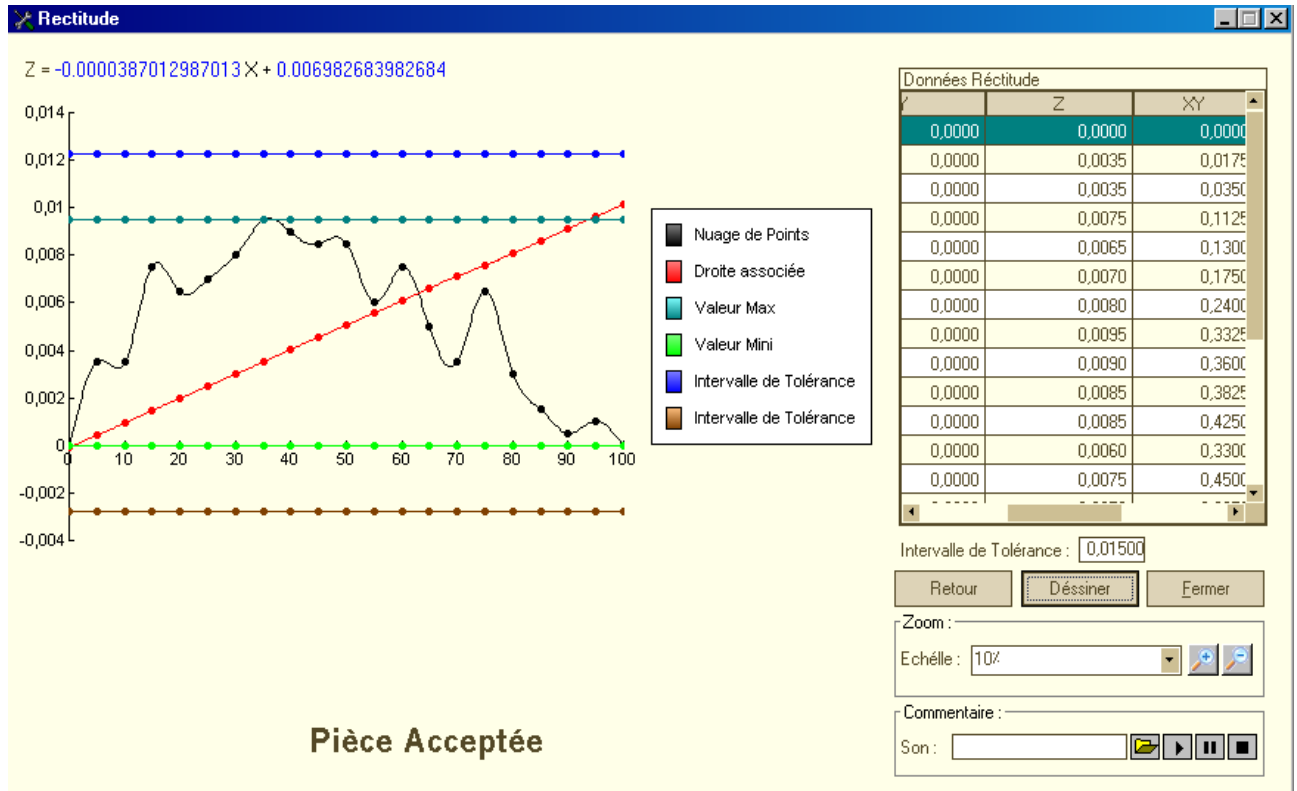 Rectitude
Z = -0.0000387012987013 X + 0.006982683982684
0,014
0,012
0,01
0,008
0,006
0,004
0,002
0
-0,002
-0,004
0 10 20 30 40 50 60 70 80 90 100
Nuage de Points
Droite associée
Valeur Max
Valeur Mini
Intervalle de Tolérance
Intervalle de Tolérance
Pièce Acceptée
Données Réctitude
Z XY
0,0000 0,0000 0,0000
0,0000 0,0035 0,0175
0,0000 0,0035 0,0350
0,0000 0,0075 0,1125
0,0000 0,0065 0,1300
0,0000 0,0070 0,1750
0,0000 0,0080 0,2400
0,0000 0,0095 0,3325
0,0000 0,0090 0,3600
0,0000 0,0085 0,3825
0,0000 0,0085 0,4250
0,0000 0,0060 0,3300
0,0000 0,0075 0,4500
Intervalle de Tolérance : 0,01500
Retour Déssiner Fermer
Zoom :
Echélle : 10%
Commentaire :
Son :